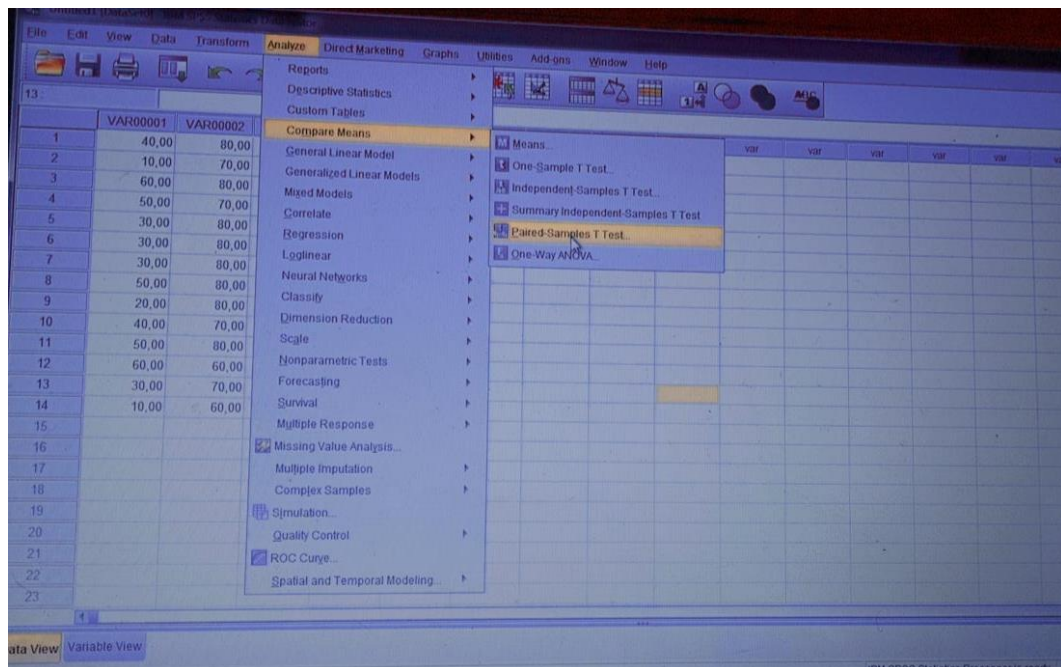 File Edit View Data Transform Analyze Direct Marketing Graphs Utilities Add-ons Window Help
13 :
VAR00001 VAR00002 var var var var var
1 40,00 80,00
2 10,00 70,00
3 60,00 80,00
4 50,00 70,00
5 30,00 80,00
6 30,00 80,00
7 30,00 80,00
8 50,00 80,00
9 20,00 80,00
10 40,00 70,00
11 50,00 80,00
12 60,00 60,00
13 30,00 70,00
14 10,00 60,00
15
16
17
18
19
20
21
22
23
Reports
Descriptive Statistics
Custom Tables
Compare Means
General Linear Model
Generalized Linear Models
Mixed Models
Correlate
Regression
Loglinear
Neural Networks
Classify
Dimension Reduction
Scale
Nonparametric Tests
Forecasting
Survival
Multiple Response
Missing Value Analysis...
Multiple Imputation
Complex Samples
Simulation...
Quality Control
ROC Curve...
Spatial and Temporal Modeling...
Means...
One-Sample T Test...
Independent-Samples T Test...
Summary Independent-Samples T Test
Paired-Samples T Test...
One-Way ANOVA...
ata View Variable View